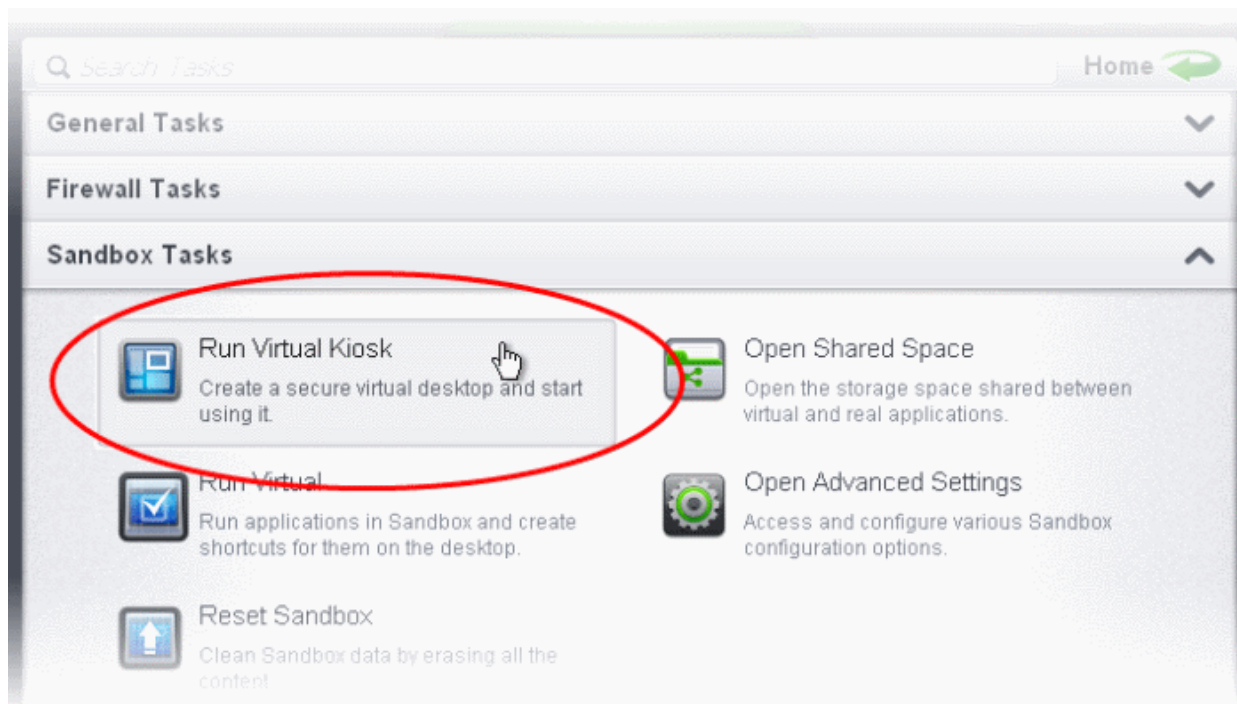 Search Tasks
Home
General Tasks
Firewall Tasks
Sandbox Tasks
Run Virtual Kiosk
Create a secure virtual desktop and start
using it.
Open Shared Space
Open the storage space shared between
virtual and real applications.
Run Virtual
Run applications in Sandbox and create
shortcuts for them on the desktop.
Open Advanced Settings
Access and configure various Sandbox
configuration options.
Reset Sandbox
Clean Sandbox data by erasing all the
content